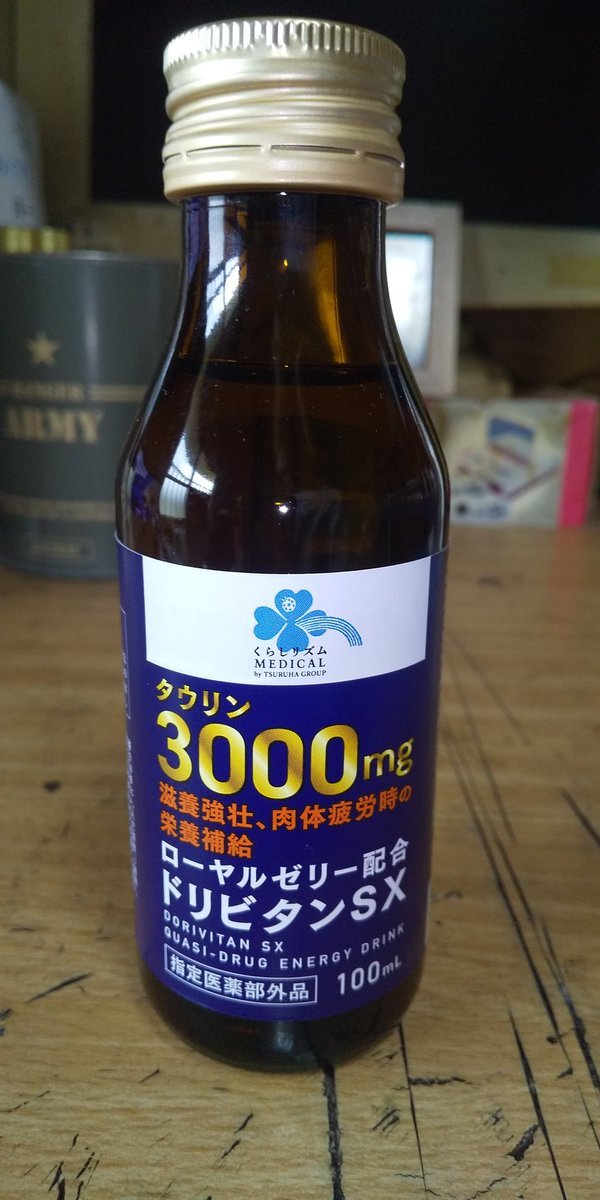 RANGER
ARMY
くらしリズム
MEDICAL
by TSURUHA GROUP
タウリン
3000mg
滋養強壮、肉体疲労時の
栄養補給
ローヤルゼリー配合
ドリビタンSX
DORIVITAN SX
QUASI-DRUG ENERGY DRINK
指定医薬部外品 100mL